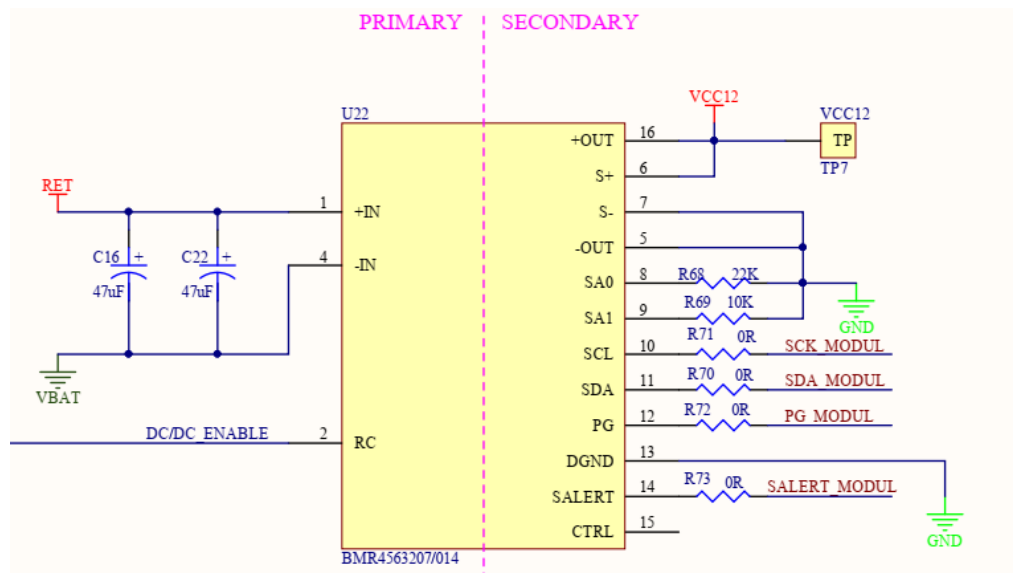 PRIMARY SECONDARY
U22
VCC12
VCC12
+OUT 16
TP
TP7
S+ 6
RET
1 +IN
S- 7
C16 +
47uF
C22 +
47uF
4 -IN
-OUT 5
SA0 8 R68 22K
SA1 9 R69 10K
GND
SCL 10 R71 0R SCK_MODUL
SDA 11 R70 0R SDA_MODUL
VBAT
PG 12 R72 0R PG_MODUL
DC/DC_ENABLE 2 RC
DGND 13
SALERT 14 R73 0R SALERT_MODUL
CTRL 15
GND
BMR4563207/014